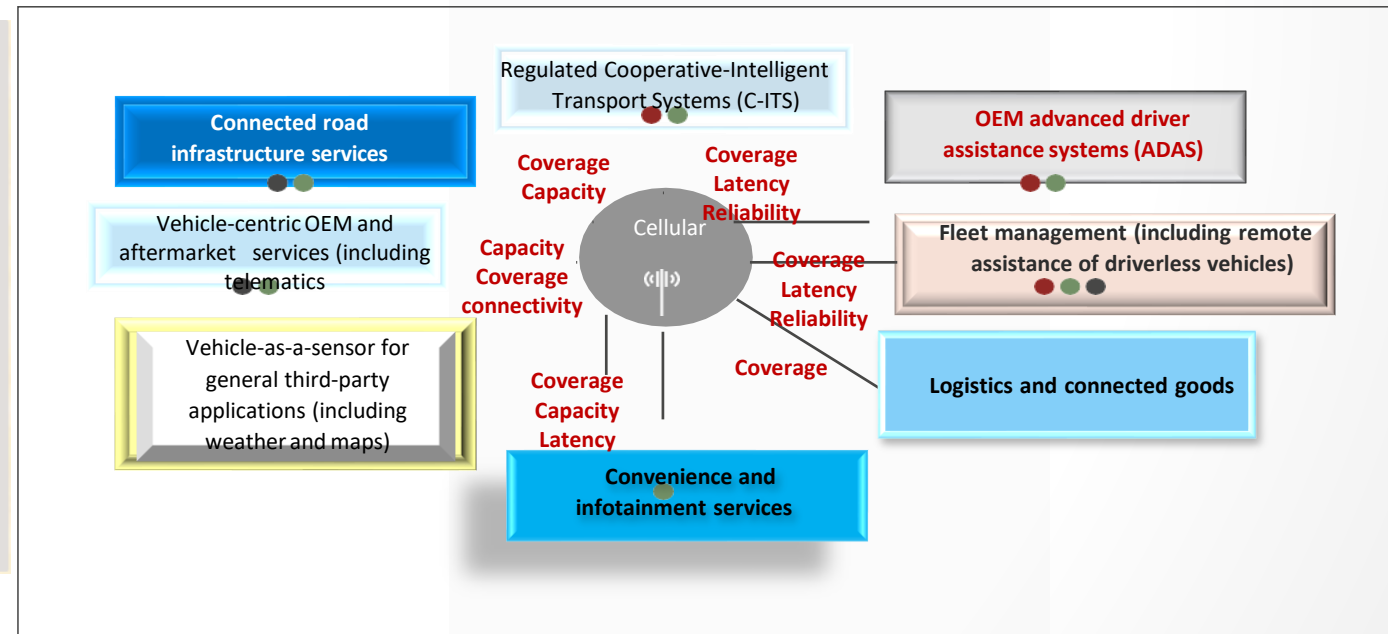 Regulated Cooperative-Intelligent
Transport Systems (C-ITS)
Connected road
infrastructure services
OEM advanced driver
assistance systems (ADAS)
Coverage
Capacity
Coverage
Latency
Reliability
Vehicle-centric OEM and
aftermarket services (including
telematics
Cellular
Capacity
Coverage
connectivity
Fleet management (including remote
assistance of driverless vehicles)
Coverage
Latency
Reliability
Vehicle-as-a-sensor for
general third-party
applications (including
weather and maps)
Coverage
Logistics and connected goods
Coverage
Capacity
Latency
Convenience and
infotainment services